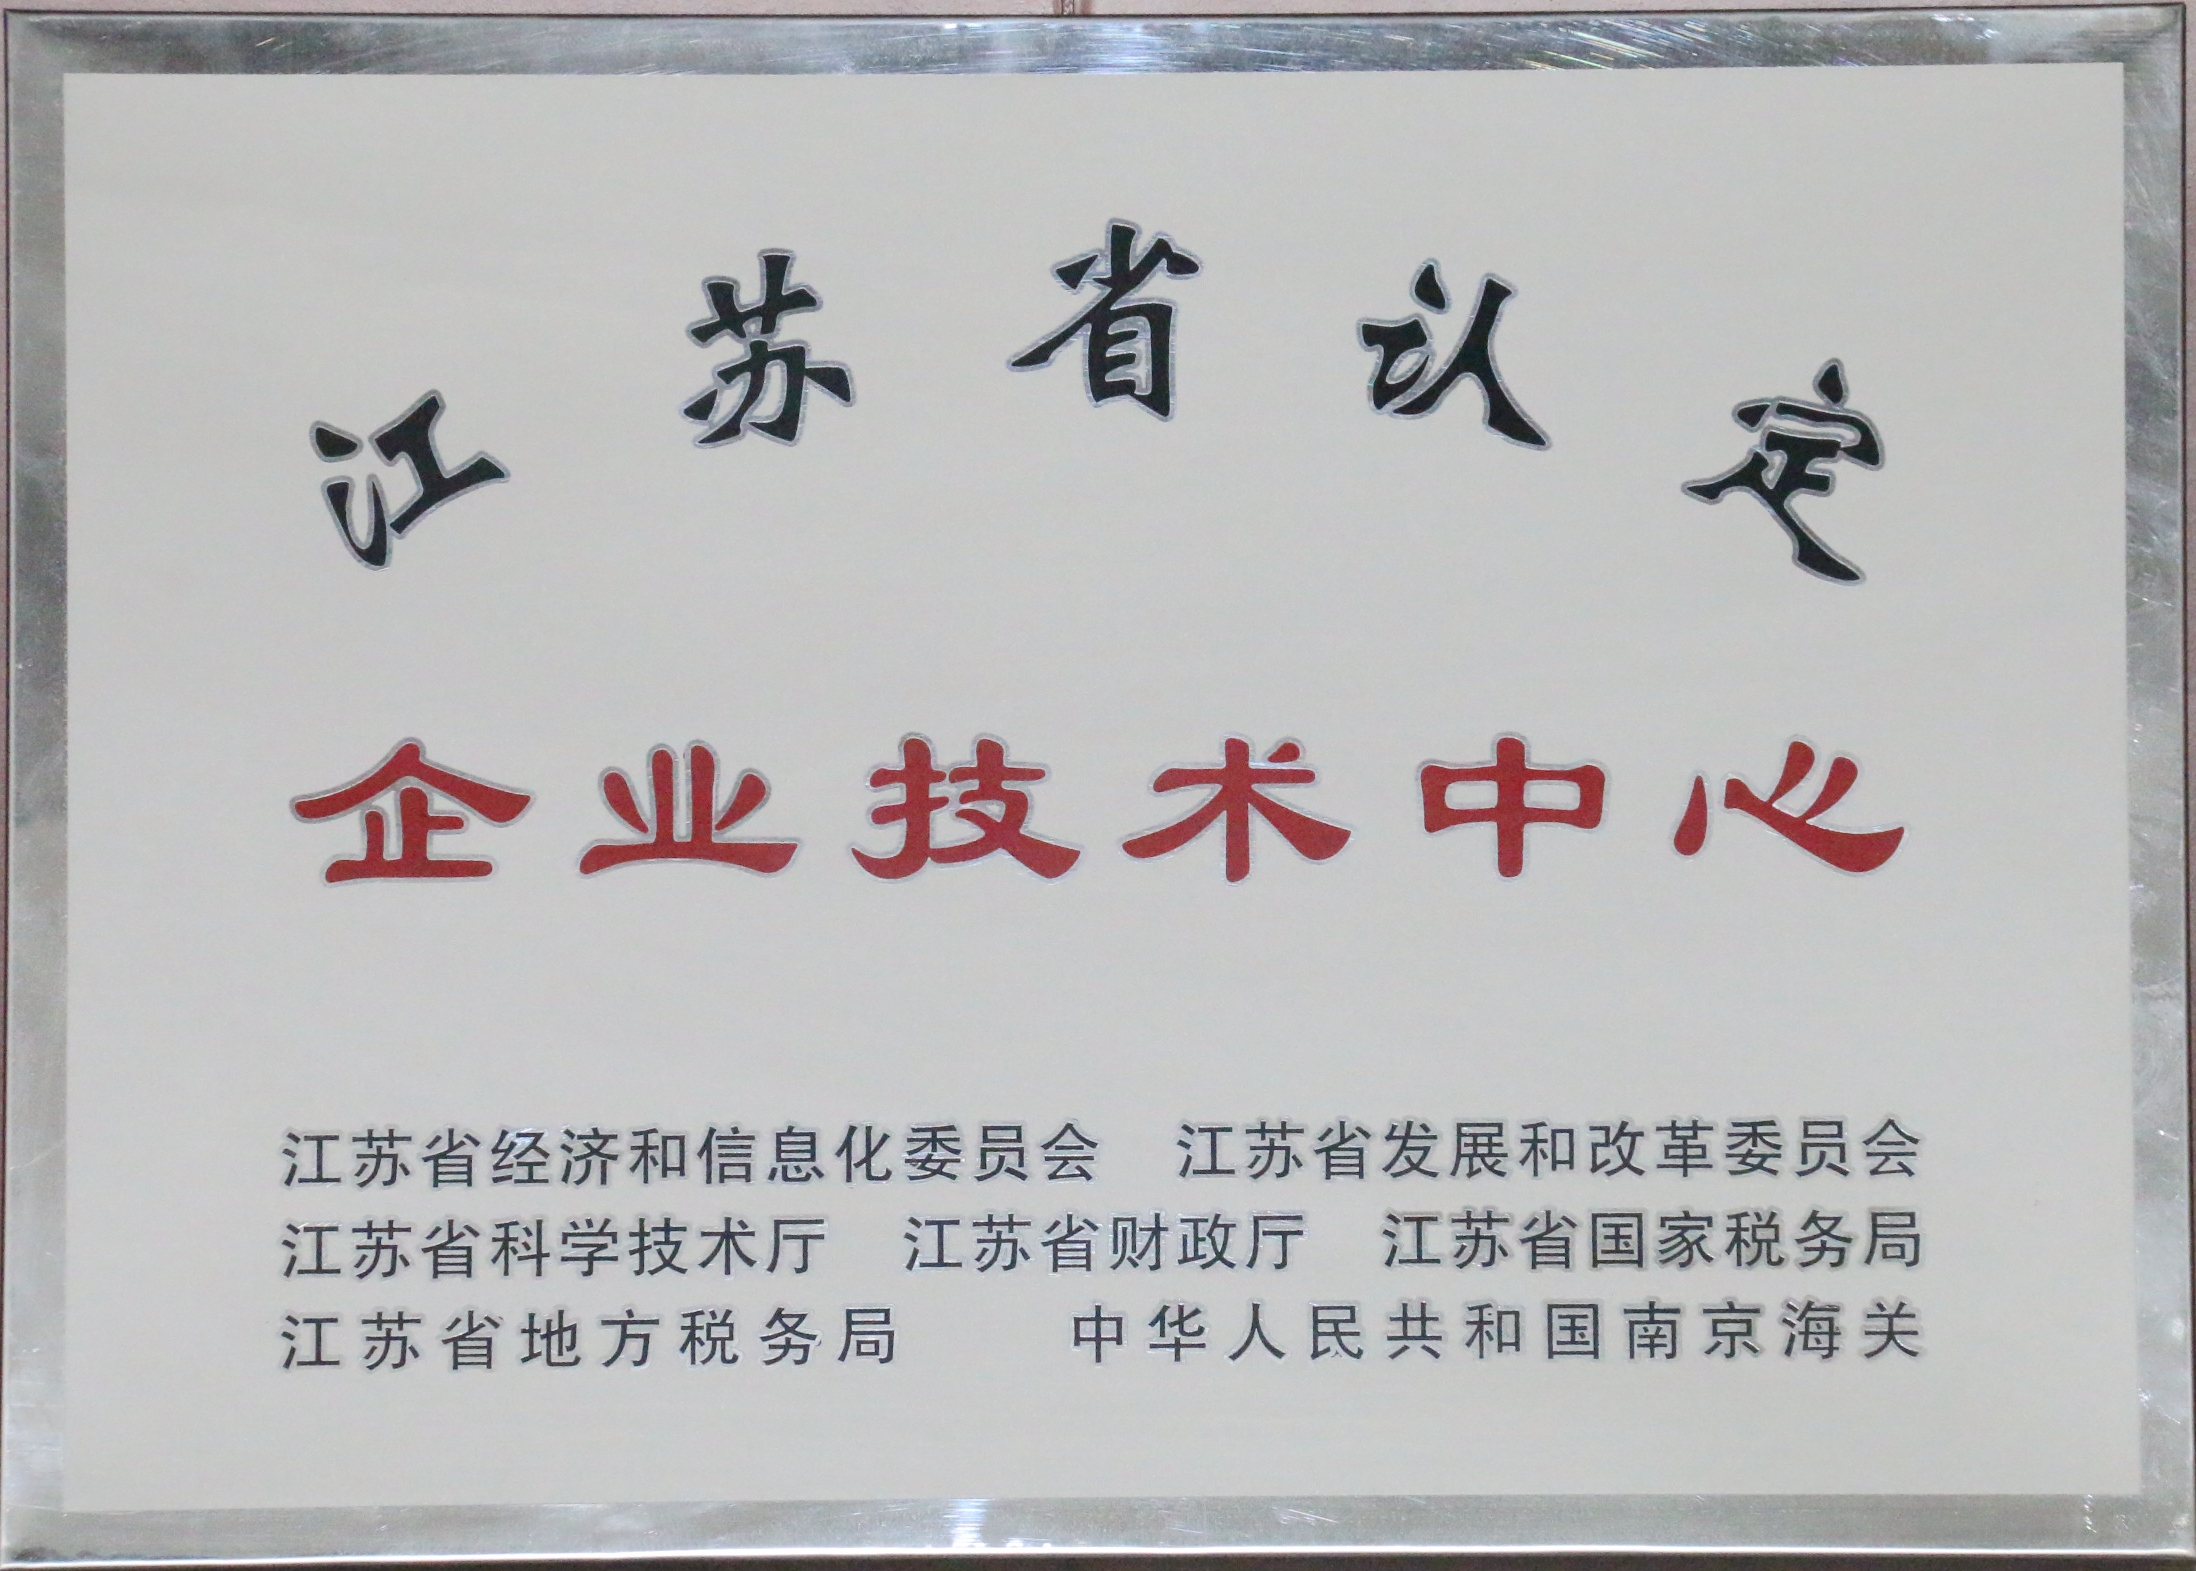 江苏省认定
企业技术中心
江苏省经济和信息化委员会 江苏省发展和改革委员会
江苏省科学技术厅 江苏省财政厅 江苏省国家税务局
江苏省地方税务局 中华人民共和国南京海关